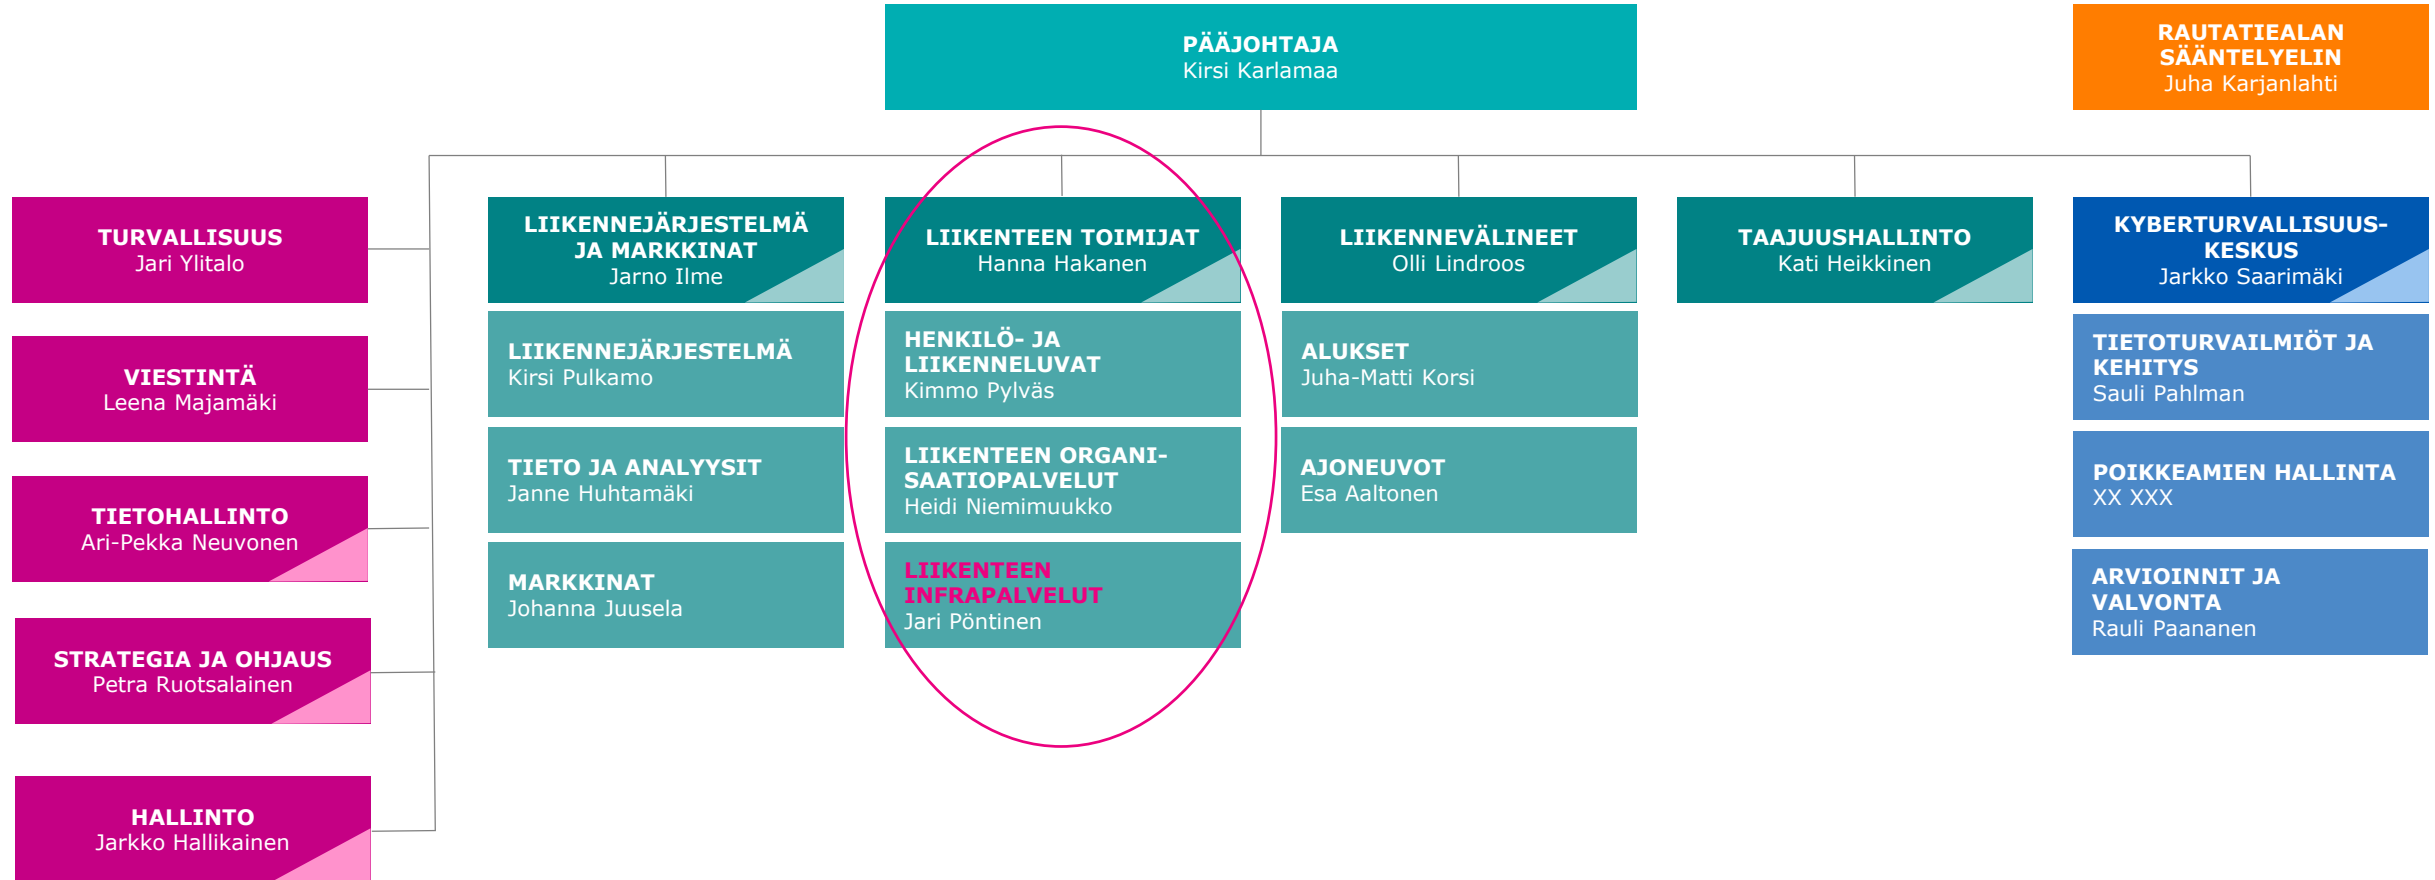 PÄÄJOHTAJA
Kirsi Karlamaa
RAUTATIEALAN
SÄÄNTELYELIN
Juha Karjanlahti
TURVALLISUUS
Jari Ylitalo
VIESTINTÄ
Leena Majamäki
TIETOHALLINTO
Ari-Pekka Neuvonen
STRATEGIA JA OHJAUS
Petra Ruotsalainen
HALLINTO
Jarkko Hallikainen
LIIKENNEJÄRJESTELMÄ
JA MARKKINAT
Jarno Ilme
LIIKENNEJÄRJESTELMÄ
Kirsi Pulkamo
TIETO JA ANALYYSIT
Janne Huhtamäki
MARKKINAT
Johanna Juusela
LIIKENTEEN TOIMIJAT
Hanna Hakanen
HENKILÖ- JA
LIIKENNELUVAT
Kimmo Pylväs
LIIKENTEEN ORGANI-
SAATIOPALVELUT
Heidi Niemimuukko
LIIKENTEEN
INFRAPALVELUT
Jari Pöntinen
LIIKENNEVÄLINEET
Olli Lindroos
ALUKSET
Juha-Matti Korsi
AJONEUVOT
Esa Aaltonen
TAAJUUSHALLINTO
Kati Heikkinen
KYBERTURVALLISUUS-
KESKUS
Jarkko Saarimäki
TIETOTURVAILMIÖT JA
KEHITYS
Sauli Pahlman
POIKKEAMIEN HALLINTA
XX XXX
ARVIOINNIT JA
VALVONTA
Rauli Paananen